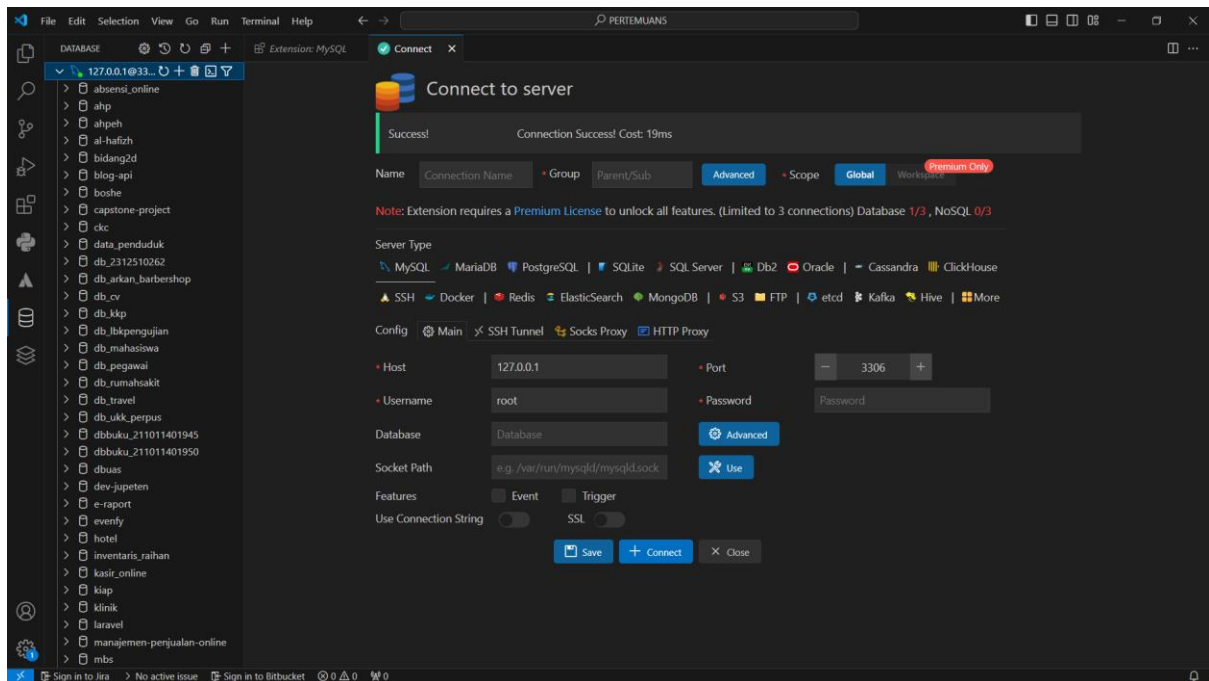 File Edit Selection View Go Run Terminal Help PERTEMUAN5
DATABASE Extension: MySQL Connect
127.0.0.1@33...
absensi_online
ahp
ahpeh
al-hafizh
bidang2d
blog-api
boshe
capstone-project
ckc
data_penduduk
db_2312510262
db_arkan_barbershop
db_cv
db_kkp
db_lbkpengujian
db_mahasiswa
db_pegawai
db_rumahsakit
db_travel
db_ukk_perpus
dbbuku_211011401945
dbbuku_211011401950
dbuas
dev-jupeten
e-raport
evenfy
hotel
inventaris_raihan
kasir_online
kiap
klinik
laravel
manajemen-penjualan-online
mbs
Connect to server
Success! Connection Success! Cost: 19ms
Premium Only
Name Connection Name * Group Parent/Sub Advanced * Scope Global Workspace
Note: Extension requires a Premium License to unlock all features. (Limited to 3 connections) Database 1/3 , NoSQL 0/3
Server Type
MySQL MariaDB PostgreSQL | SQLite SQL Server | Db2 Oracle | Cassandra ClickHouse
SSH Docker | Redis ElasticSearch MongoDB | S3 FTP | etcd Kafka Hive | More
Config Main SSH Tunnel Socks Proxy HTTP Proxy
* Host 127.0.0.1 * Port − 3306 +
* Username root * Password Password
Database Database Advanced
Socket Path e.g. /var/run/mysqld/mysqld.sock Use
Features Event Trigger
Use Connection String SSL
Save + Connect × Close
Sign in to Jira No active issue Sign in to Bitbucket 0 0 0